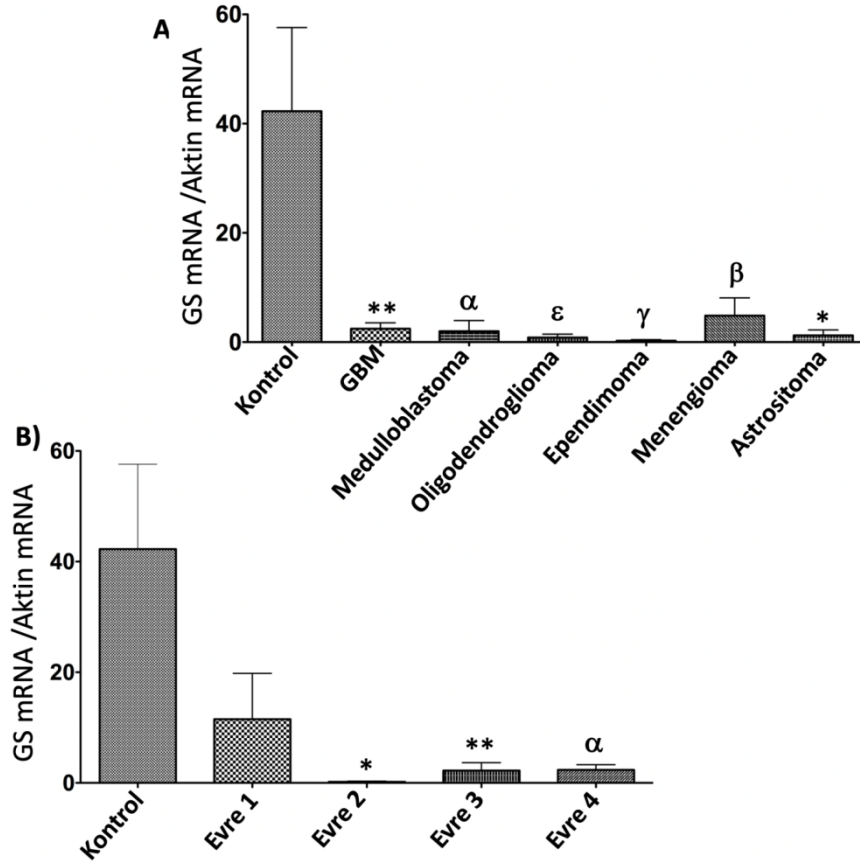 A
60
40
20
0
GS mRNA /Aktin mRNA
** α ε γ β *
Kontrol
GBM
Medulloblastoma
Oligodendroglioma
Ependimoma
Menengioma
Astrositoma
B)
60
40
20
0
GS mRNA /Aktin mRNA
* ** α
Kontrol
Evre 1
Evre 2
Evre 3
Evre 4